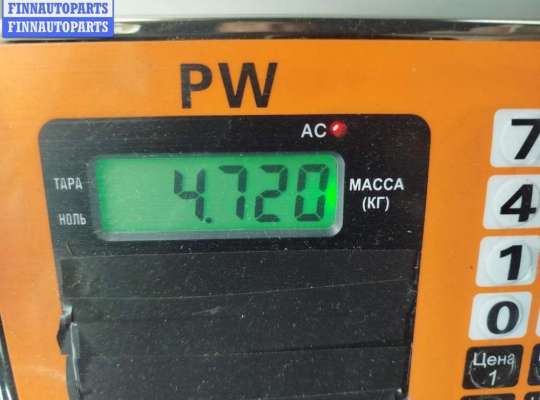 FINNAUTOPARTS
FINNAUTOPARTS
PW
AC
ТАРА
НОЛЬ
4.720
МАССА
(КГ)
7
4
1
0
Цена
1